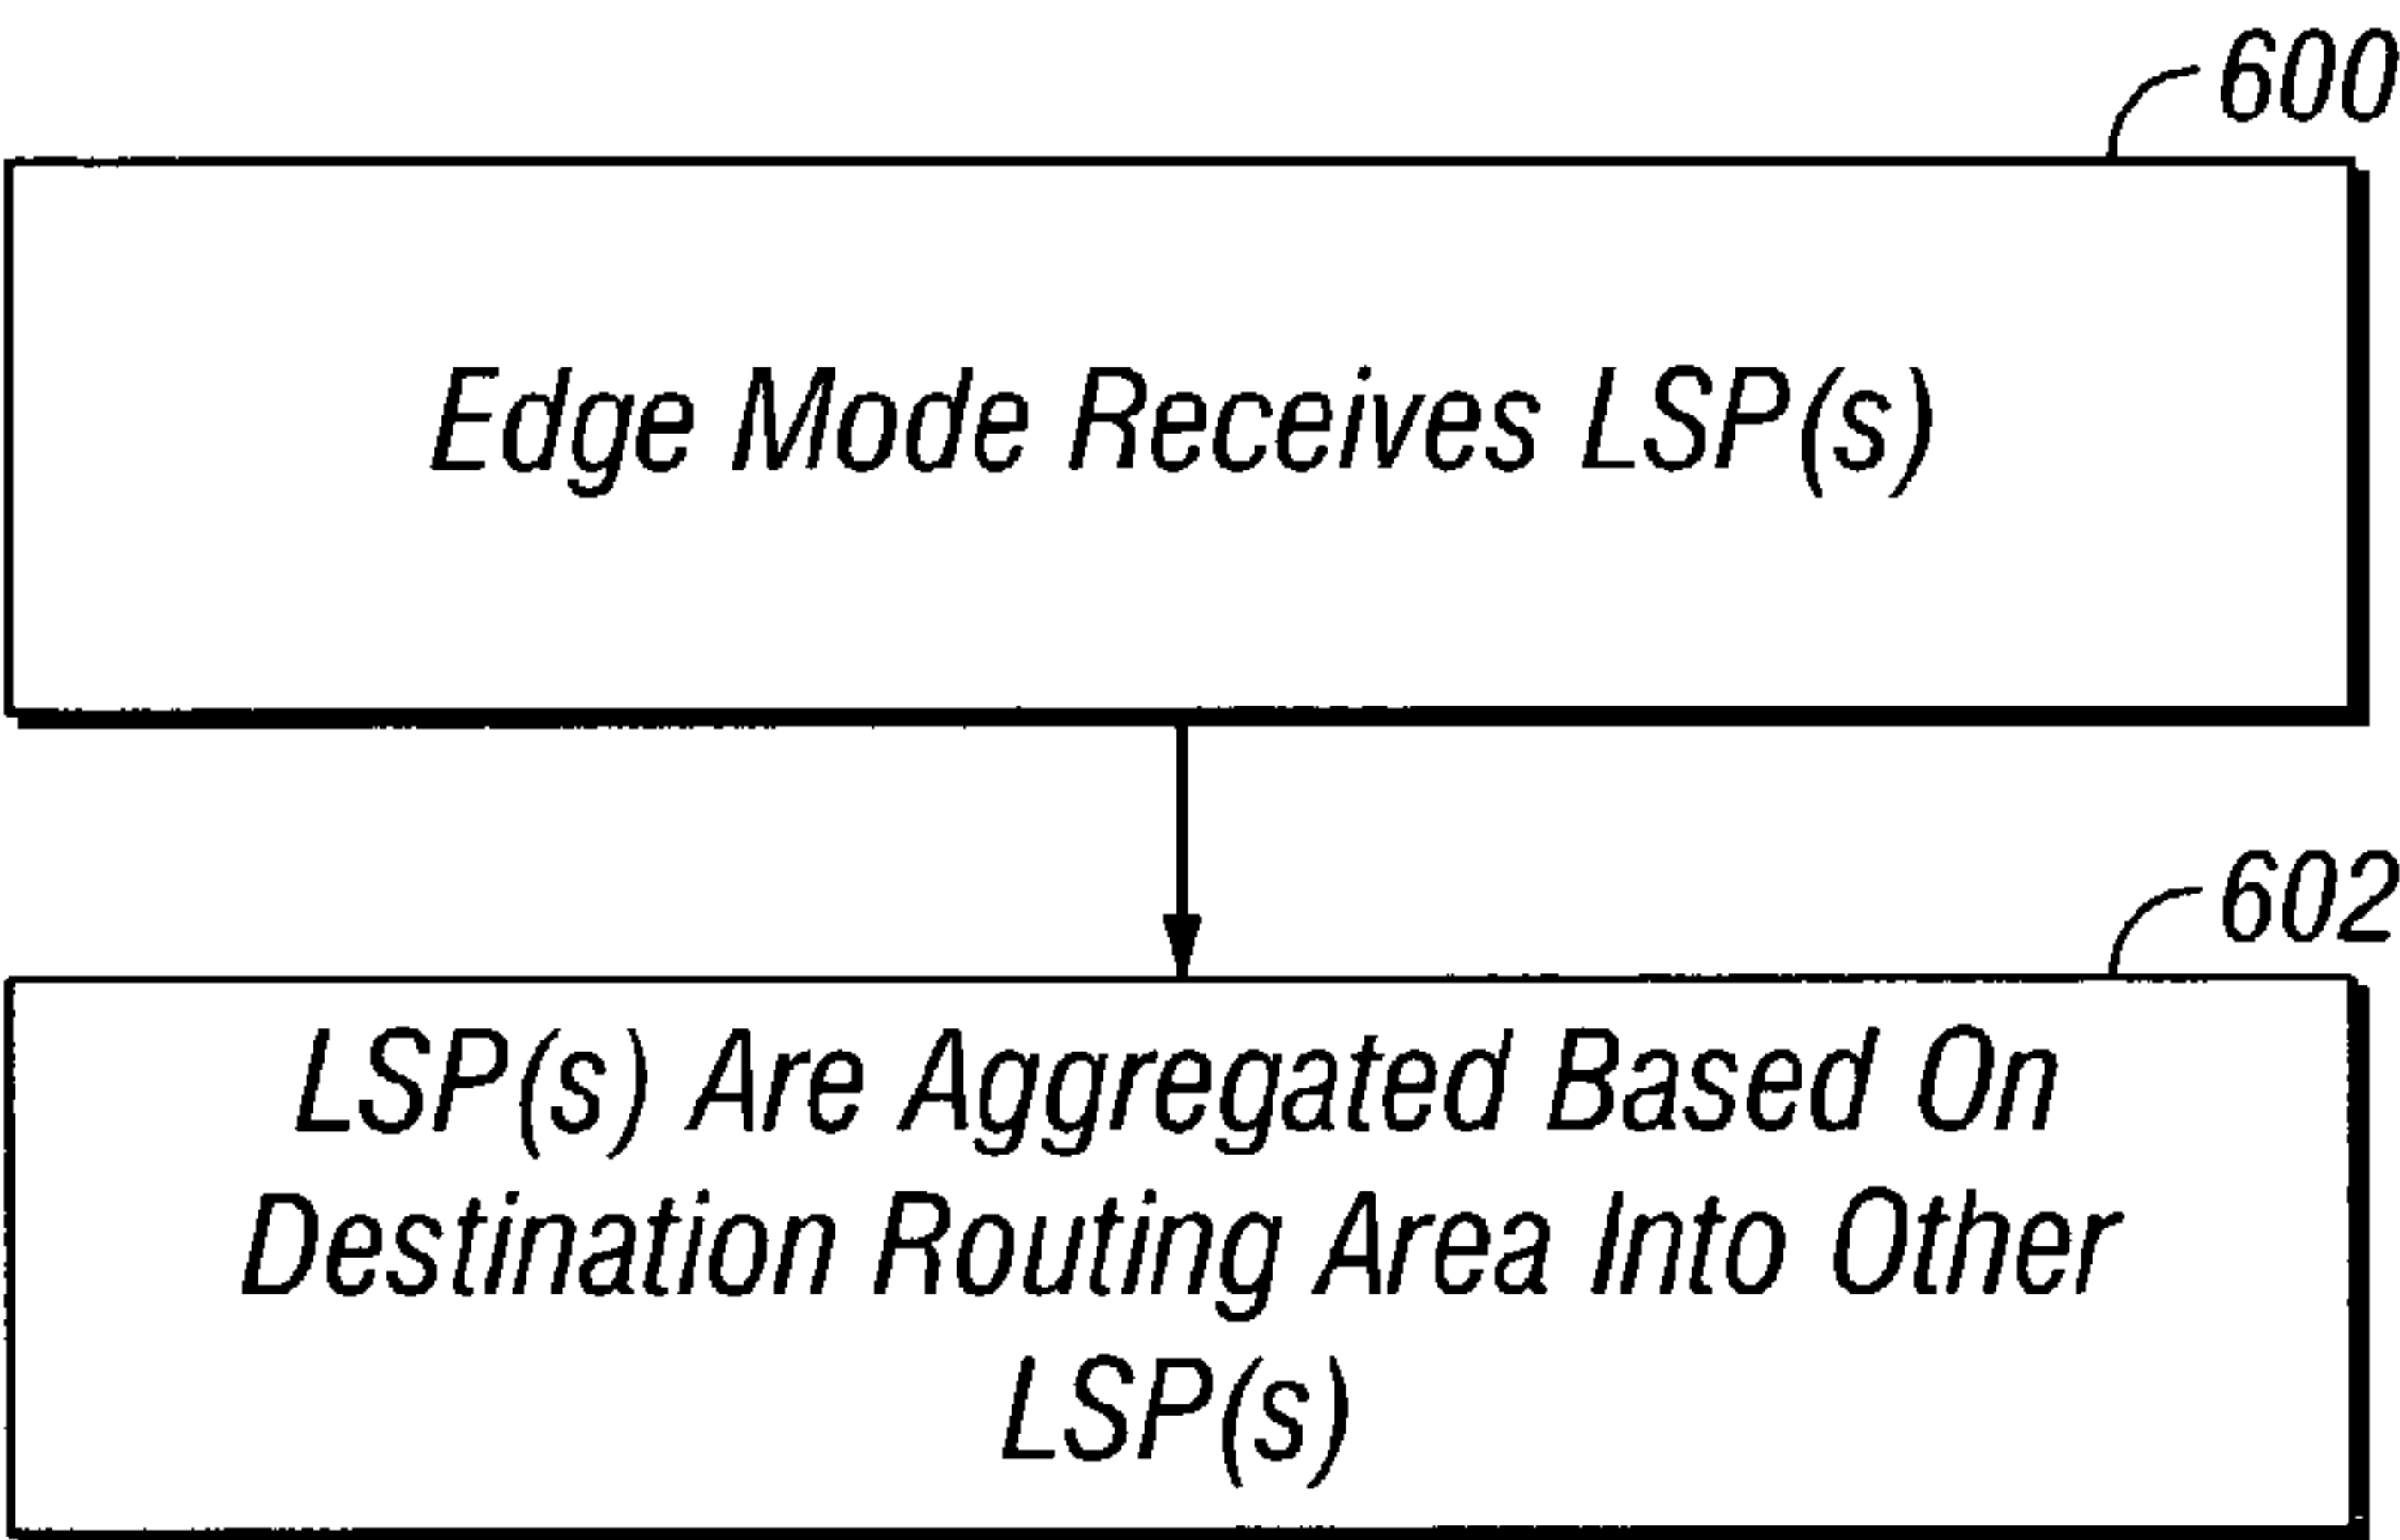 600
Edge Mode Receives LSP(s)
602
LSP(s) Are Aggregated Based On
Destination Routing Area Into Other
LSP(s)